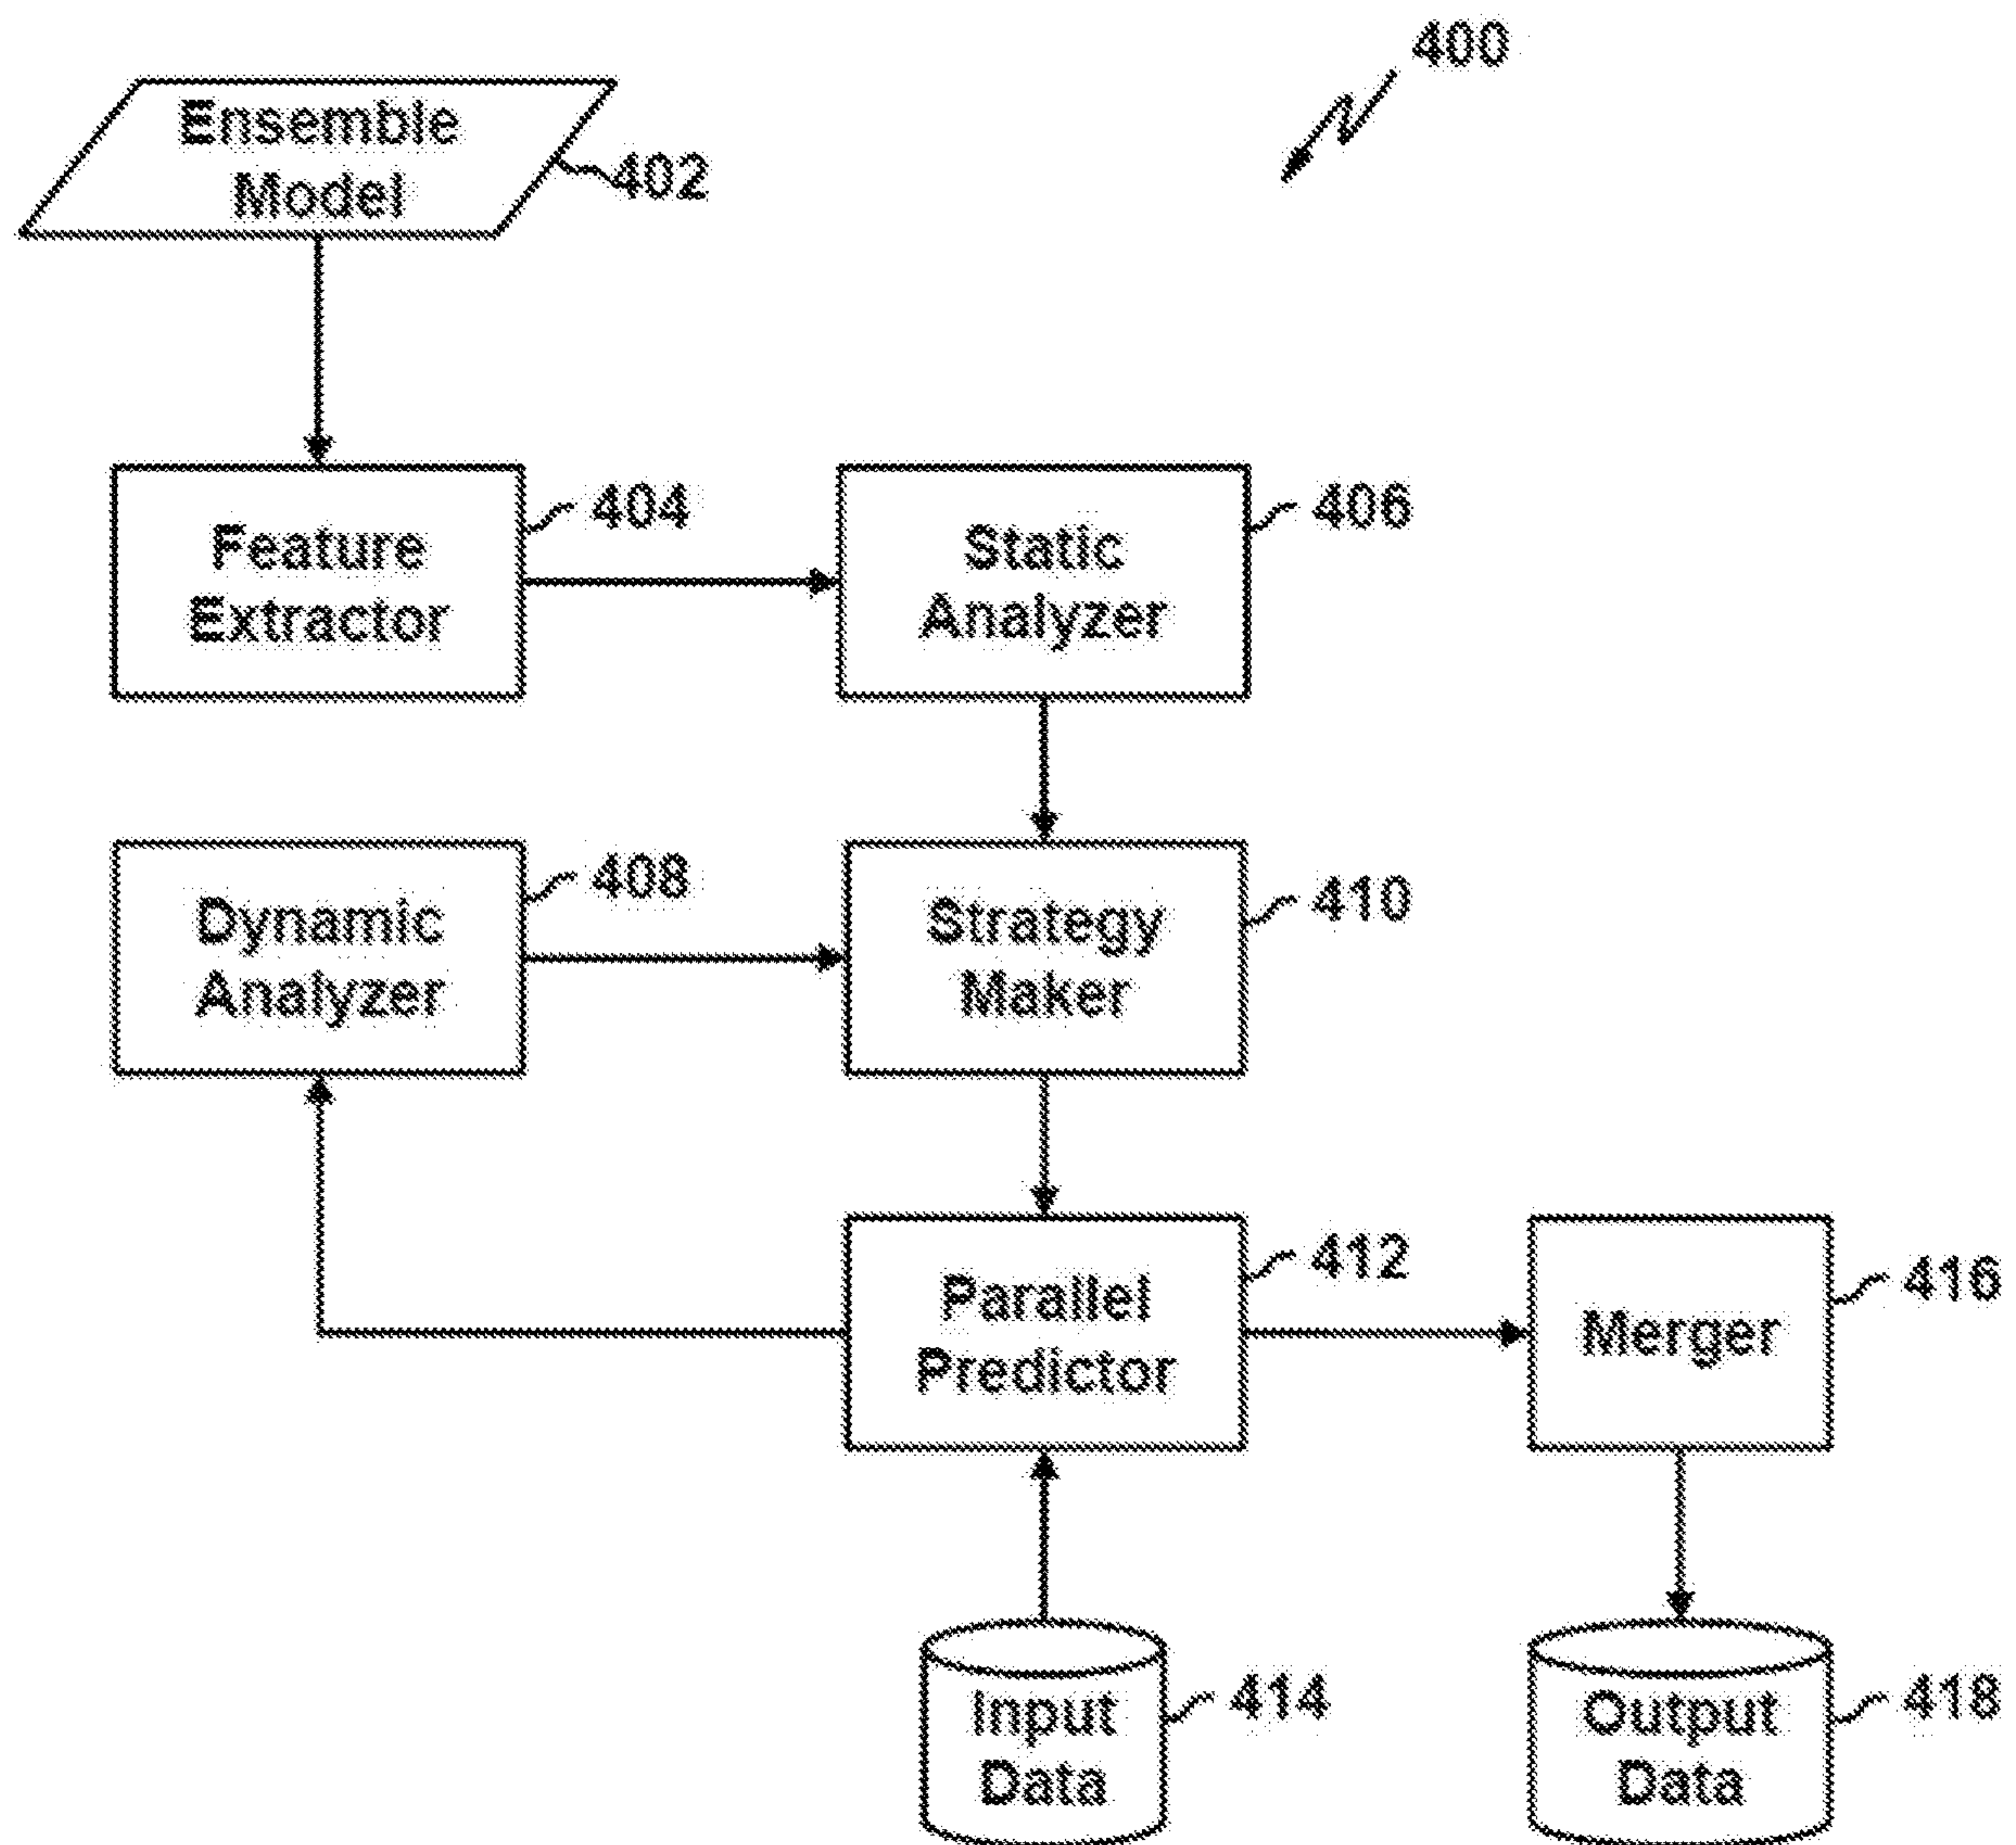 400
Ensemble
Model
402
Feature
Extractor
404
Static
Analyzer
406
Dynamic
Analyzer
408
Strategy
Maker
410
Parallel
Predictor
412
Merger
416
Input
Data
414
Output
Data
418